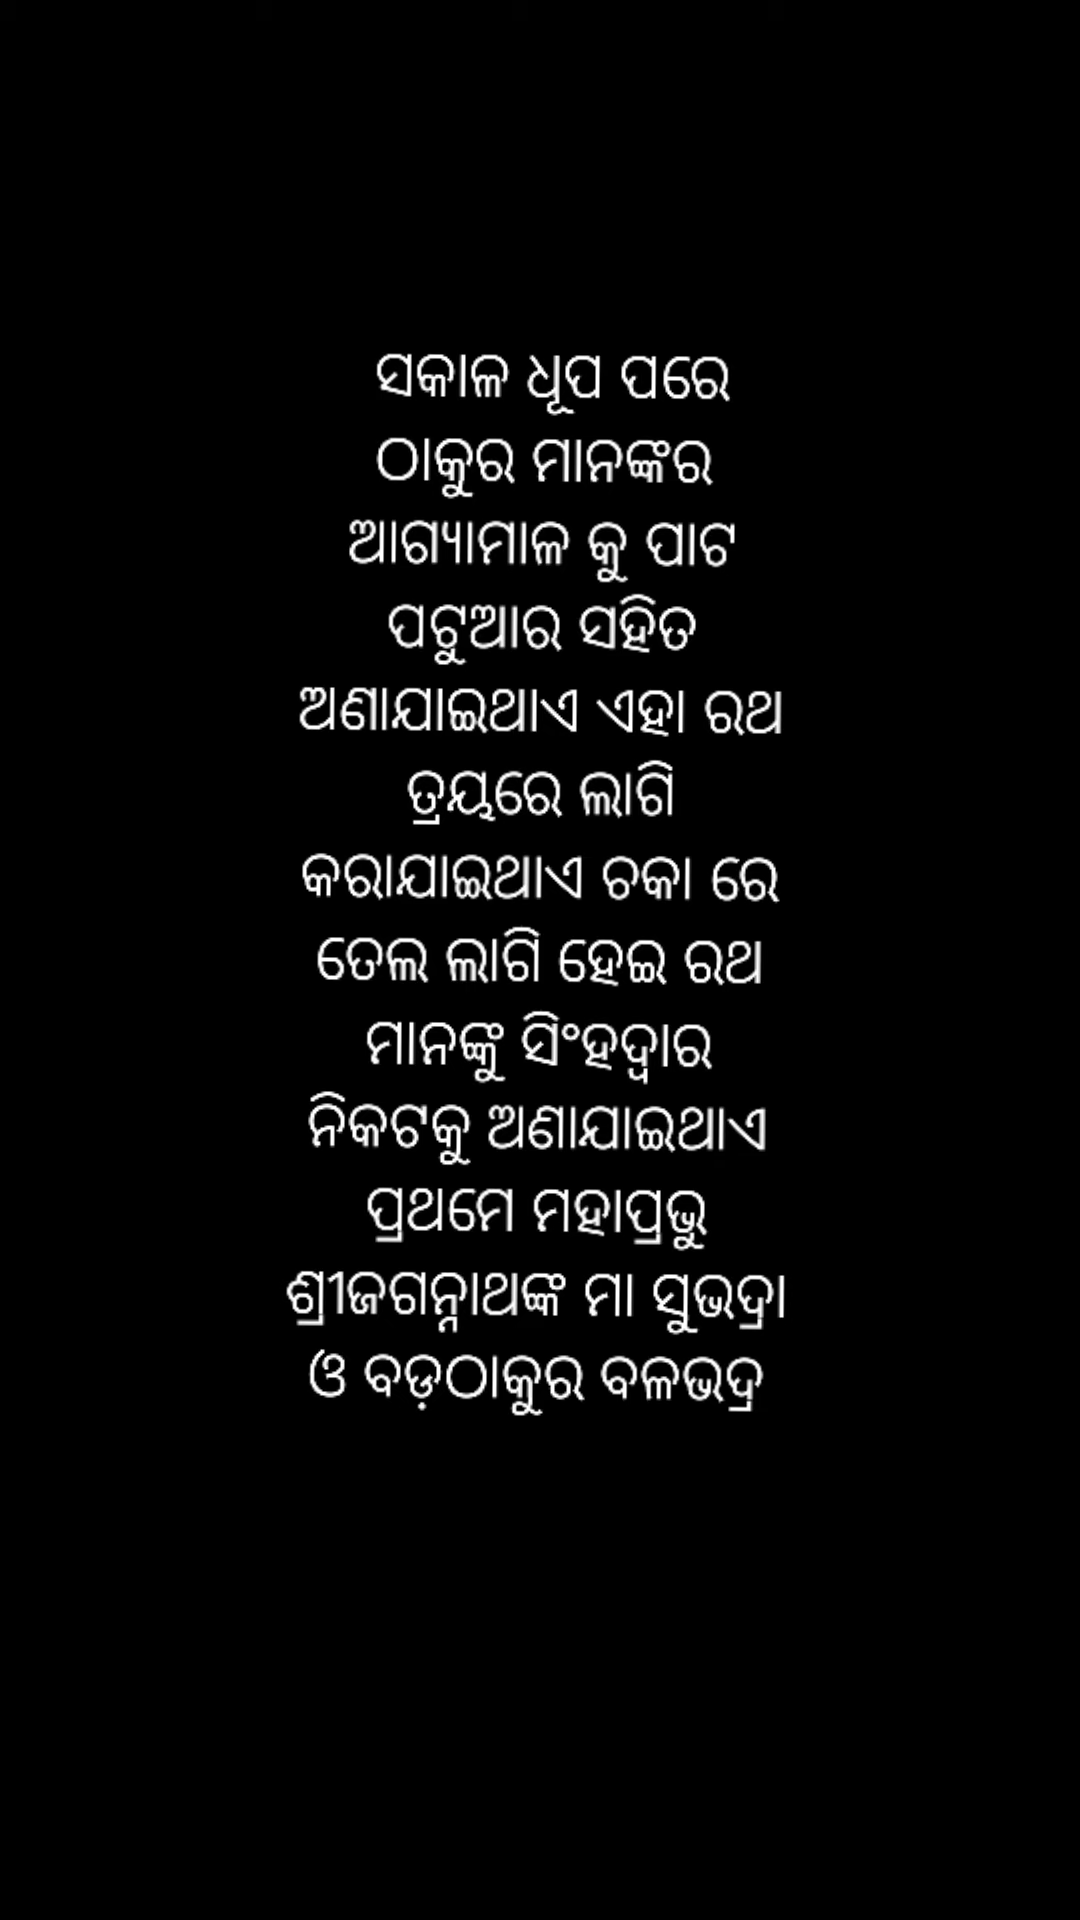 ସକାଳ ଧୂପ ପରେ
ଠାକୁର ମାନଙ୍କର
ଆଗ୍ୟାମାଳ କୁ ପାଟ
ପଟୁଆର ସହିତ
ଅଣାଯାଇଥାଏ ଏହା ରଥ
ତ୍ରୟରେ ଲାଗି
କରାଯାଇଥାଏ ଚକା ରେ
ତେଲ ଲାଗି ହେଇ ରଥ
ମାନଙ୍କୁ ସିଂହଦ୍ୱାର
ନିକଟକୁ ଅଣାଯାଇଥାଏ
ପ୍ରଥମେ ମହାପ୍ରଭୁ
ଶ୍ରୀଜଗନ୍ନାଥଙ୍କ ମା ସୁଭଦ୍ରା
ଓ ବଡ଼ଠାକୁର ବଳଭଦ୍ର